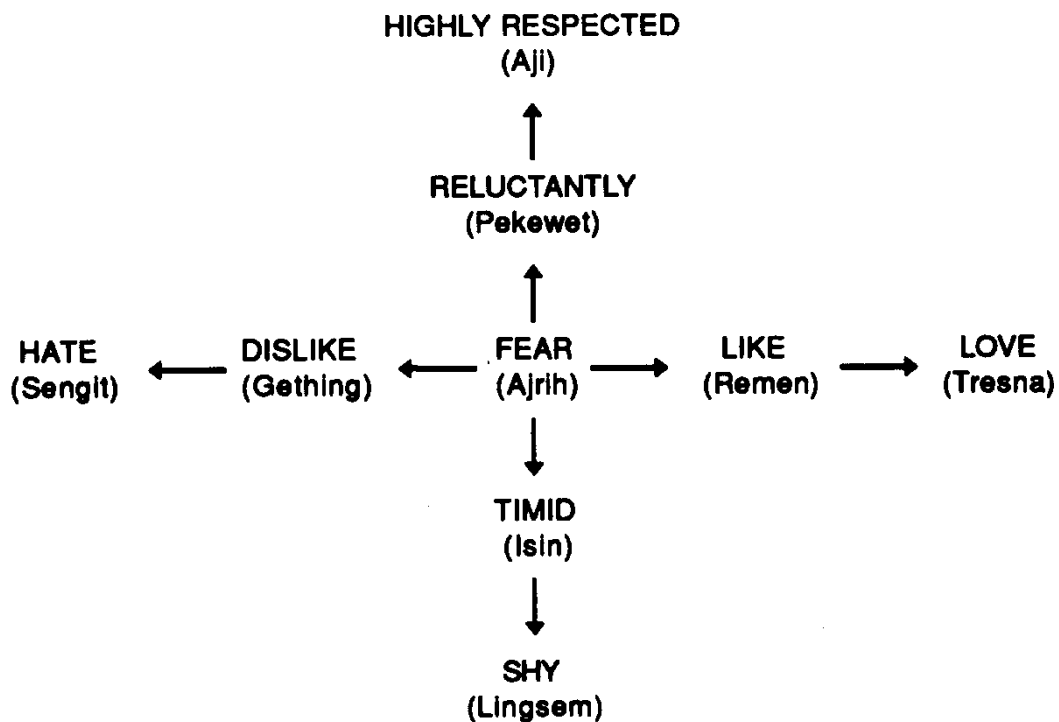 HIGHLY RESPECTED
(Aji)
RELUCTANTLY
(Pekewet)
HATE
(Sengit)
DISLIKE
(Gething)
FEAR
(Ajrih)
LIKE
(Remen)
LOVE
(Tresna)
TIMID
(Isin)
SHY
(Lingsem)